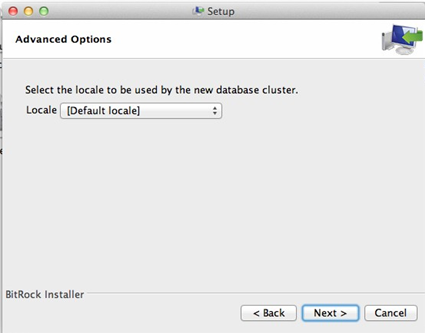 Setup
Advanced Options
Select the locale to be used by the new database cluster.
Locale [Default locale]
BitRock Installer
< Back Next > Cancel